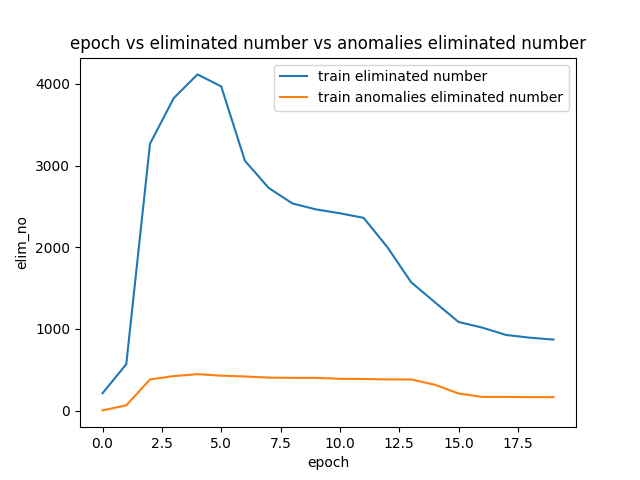 epoch vs eliminated number vs anomalies eliminated number
train eliminated number
train anomalies eliminated number
elim_no
4000
3000
2000
1000
0
0.0 2.5 5.0 7.5 10.0 12.5 15.0 17.5
epoch